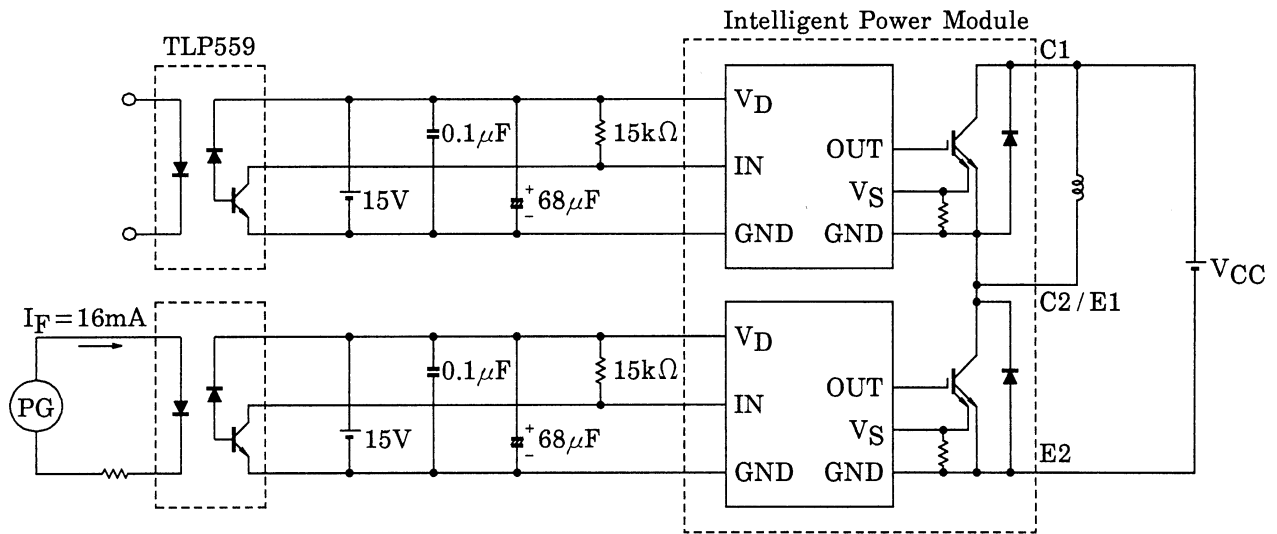 Intelligent Power Module
TLP559
C1
V_D
0.1μF
15kΩ
OUT
IN
V_S
15V
+
68μF
-
GND
GND
V_CC
C2/E1
I_F=16mA
V_D
0.1μF
15kΩ
OUT
PG
IN
V_S
15V
+
68μF
-
E2
GND
GND